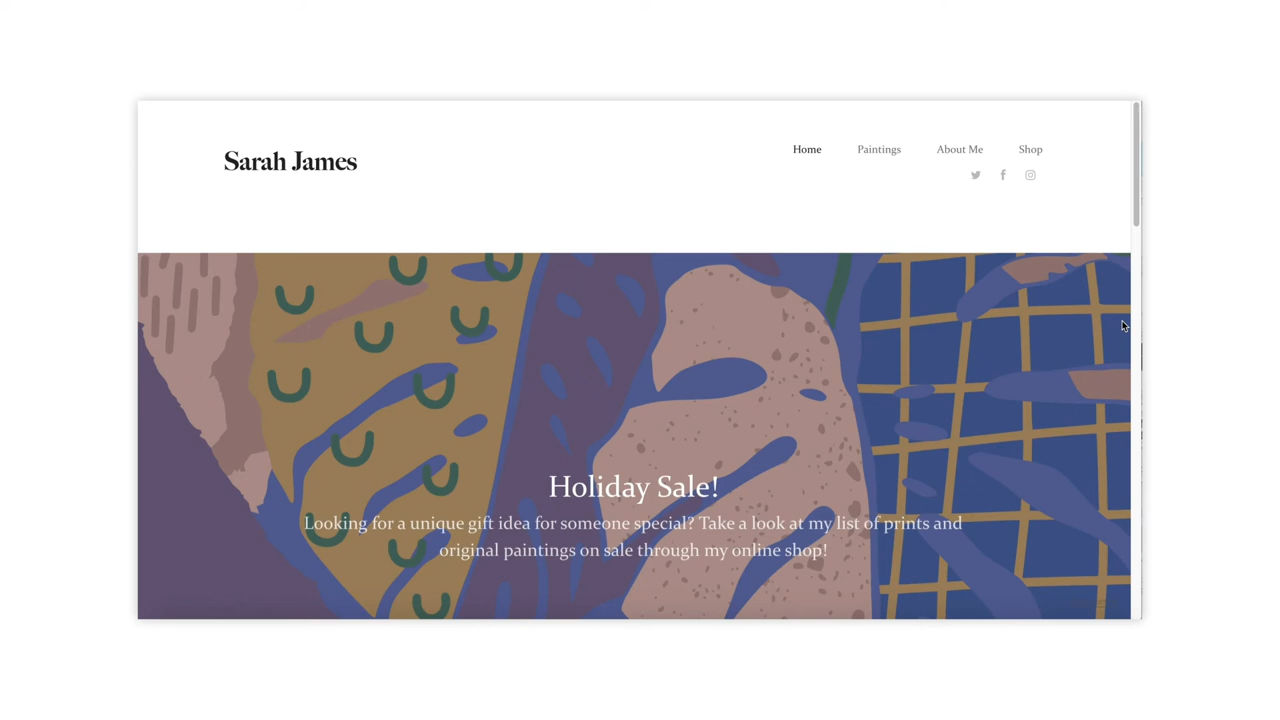 Sarah James
Home Paintings About Me Shop
Holiday Sale!
Looking for a unique gift idea for someone special? Take a look at my list of prints and
original paintings on sale through my online shop!